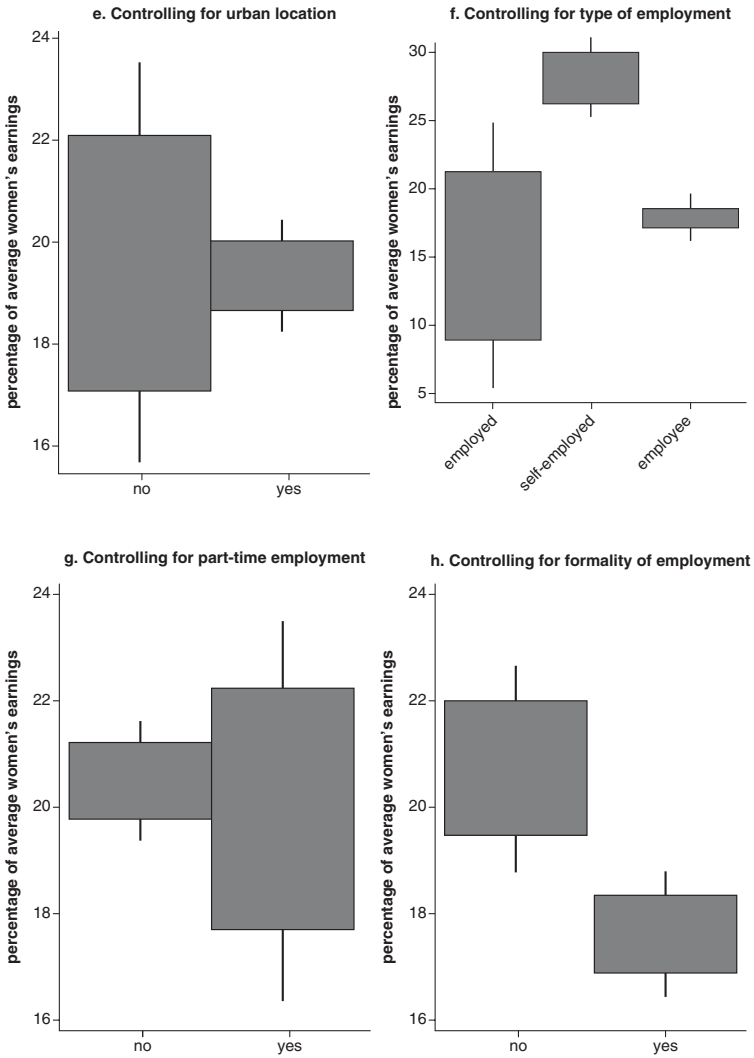 e. Controlling for urban location
percentage of average women's earnings
24
22
20
18
16
no yes
f. Controlling for type of employment
percentage of average women's earnings
30
25
20
15
10
5
employed self-employed employee
g. Controlling for part-time employment
percentage of average women's earnings
24
22
20
18
16
no yes
h. Controlling for formality of employment
percentage of average women's earnings
24
22
20
18
16
no yes